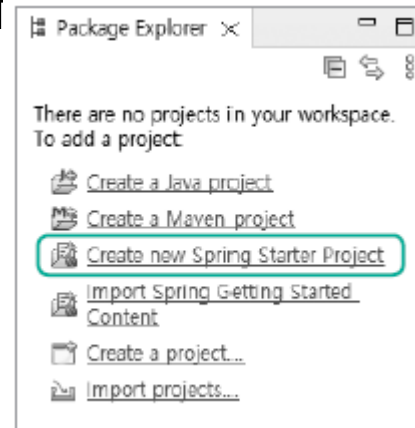 Package Explorer
There are no projects in your workspace.
To add a project:
Create a Java project
Create a Maven project
Create new Spring Starter Project
Import Spring Getting Started
Content
Create a project...
Import projects...